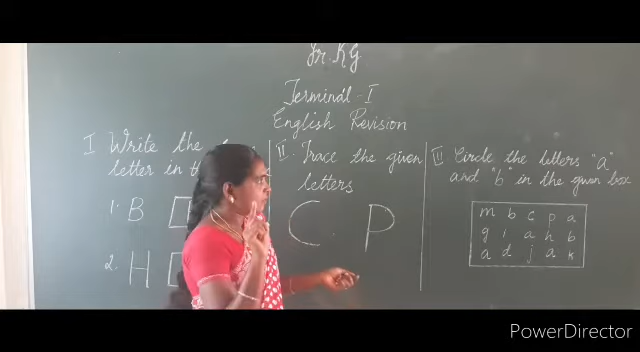 Jr.KG
Terminal - I
English Revision
I Write the
letter in
1. B
2. H
II. Trace the given
letters
C P
III Circle the letters "a"
and "b" in the given box
m b c p a
g i a h b
a d j a k
PowerDirector